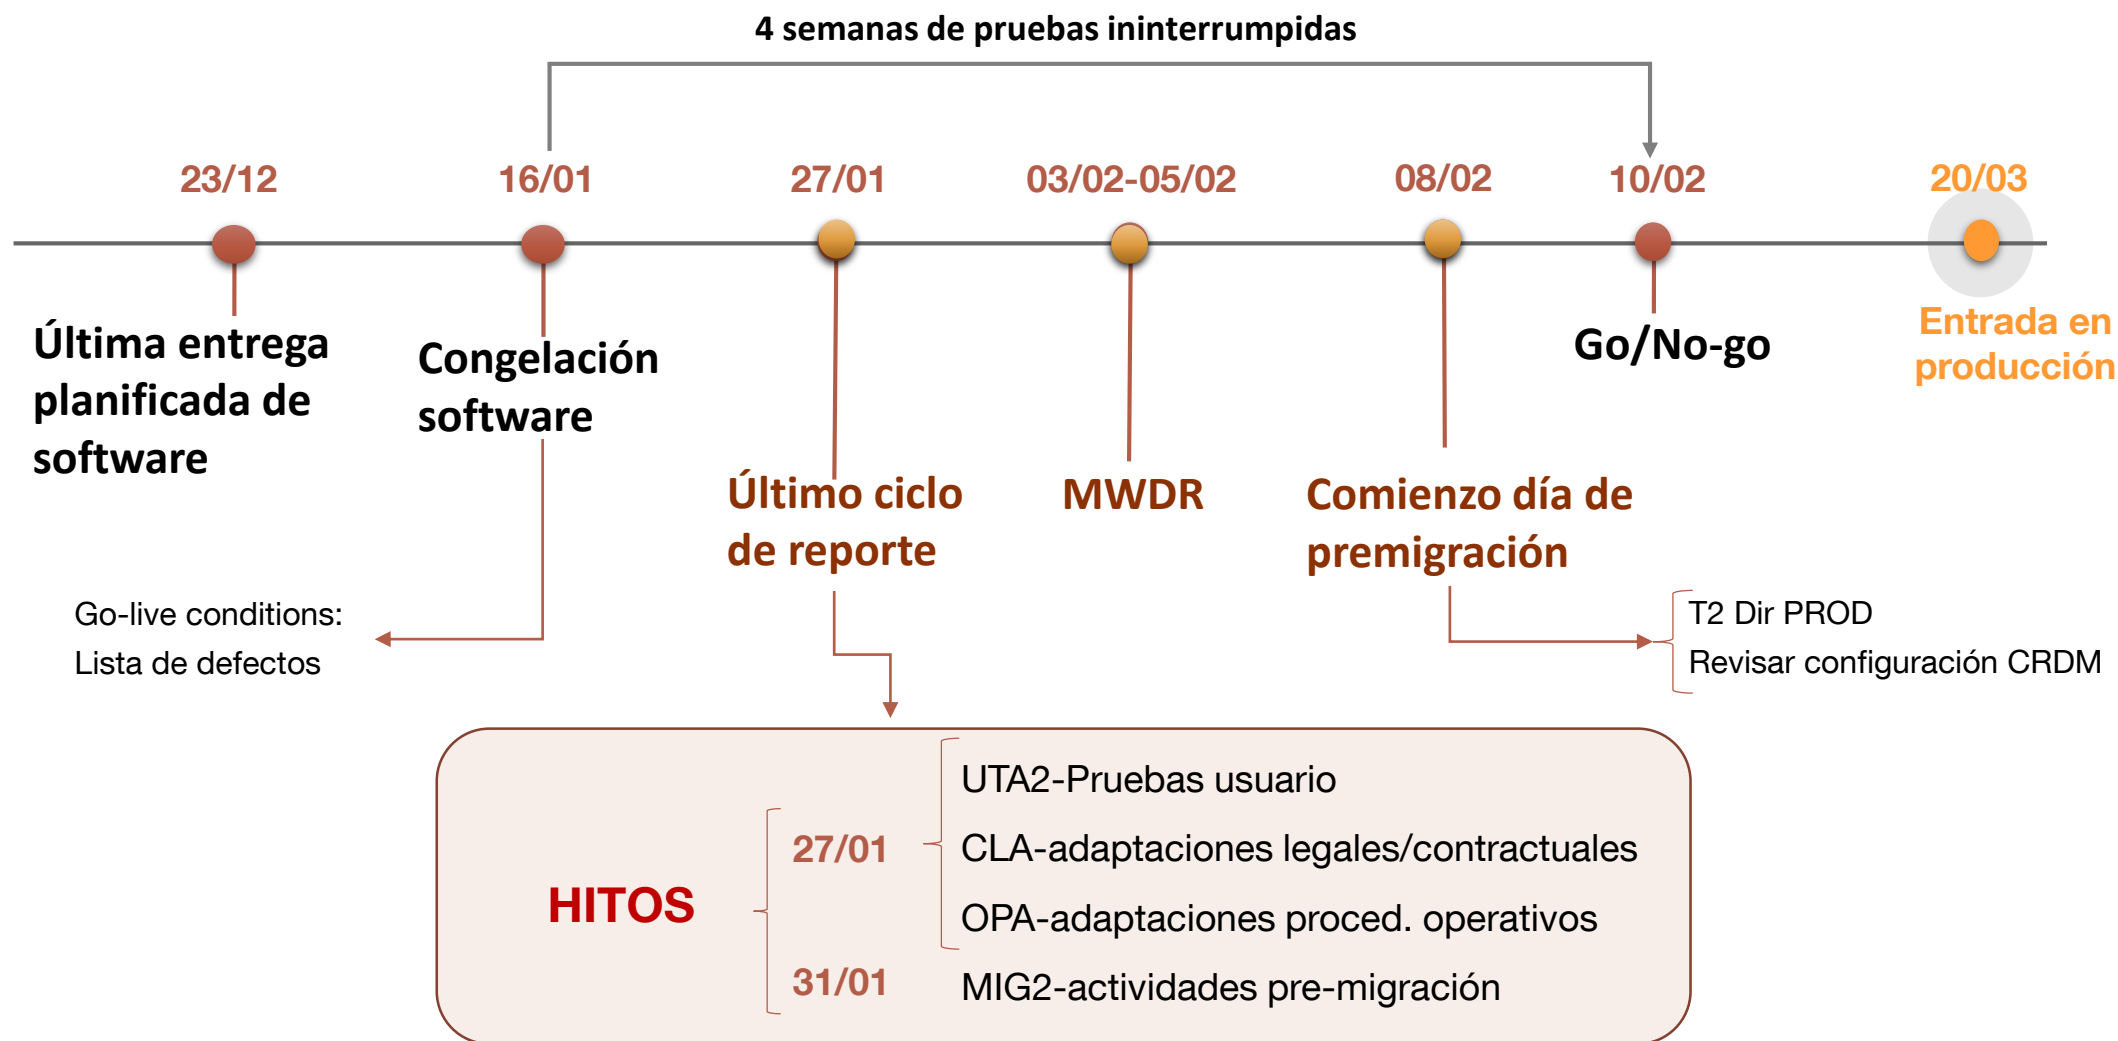 4 semanas de pruebas ininterrumpidas
23/12
16/01
27/01
03/02-05/02
08/02
10/02
20/03
Última entrega
planificada de
software
Congelación
software
Último ciclo
de reporte
MWDR
Comienzo día de
premigración
Go/No-go
Entrada en
producción
Go-live conditions:
Lista de defectos
T2 Dir PROD
Revisar configuración CRDM
HITOS
27/01
UTA2-Pruebas usuario
CLA-adaptaciones legales/contractuales
OPA-adaptaciones proced. operativos
31/01
MIG2-actividades pre-migración